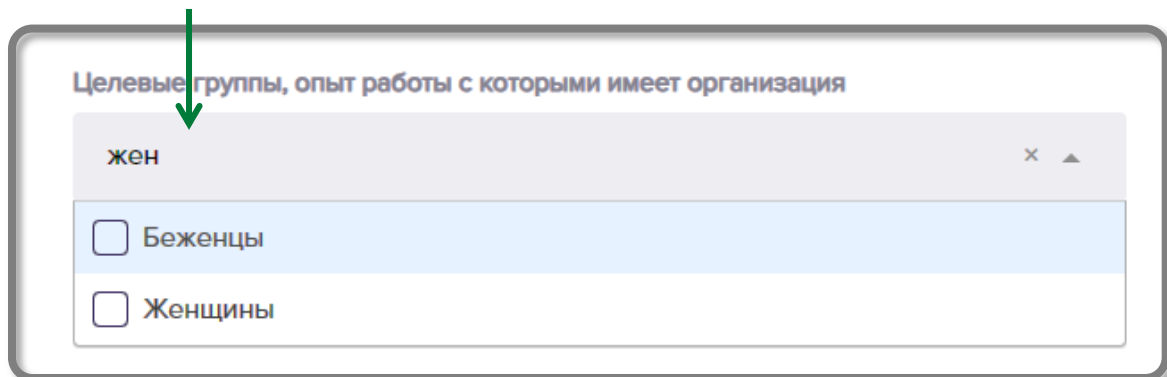 Целевые группы, опыт работы с которыми имеет организация
жен
Беженцы
Женщины